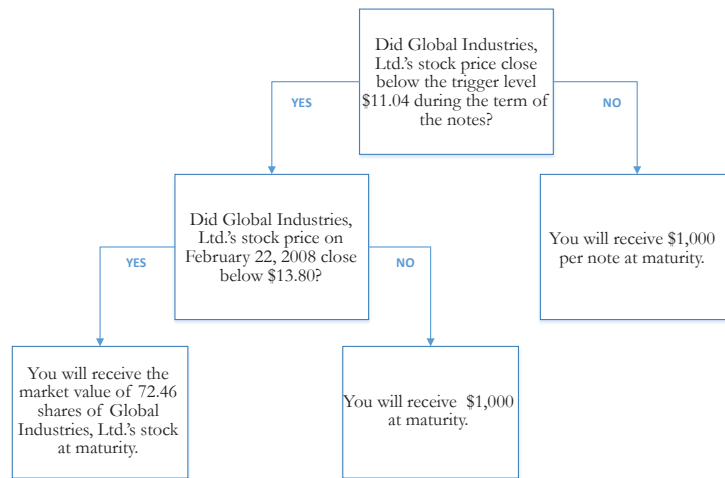 Did Global Industries,
Ltd.'s stock price close
below the trigger level
$11.04 during the term of
the notes?
YES
NO
Did Global Industries,
Ltd.'s stock price on
February 22, 2008 close
below $13.80?
You will receive $1,000
per note at maturity.
YES
NO
You will receive the
market value of 72.46
shares of Global
Industries, Ltd.'s stock
at maturity.
You will receive $1,000
at maturity.